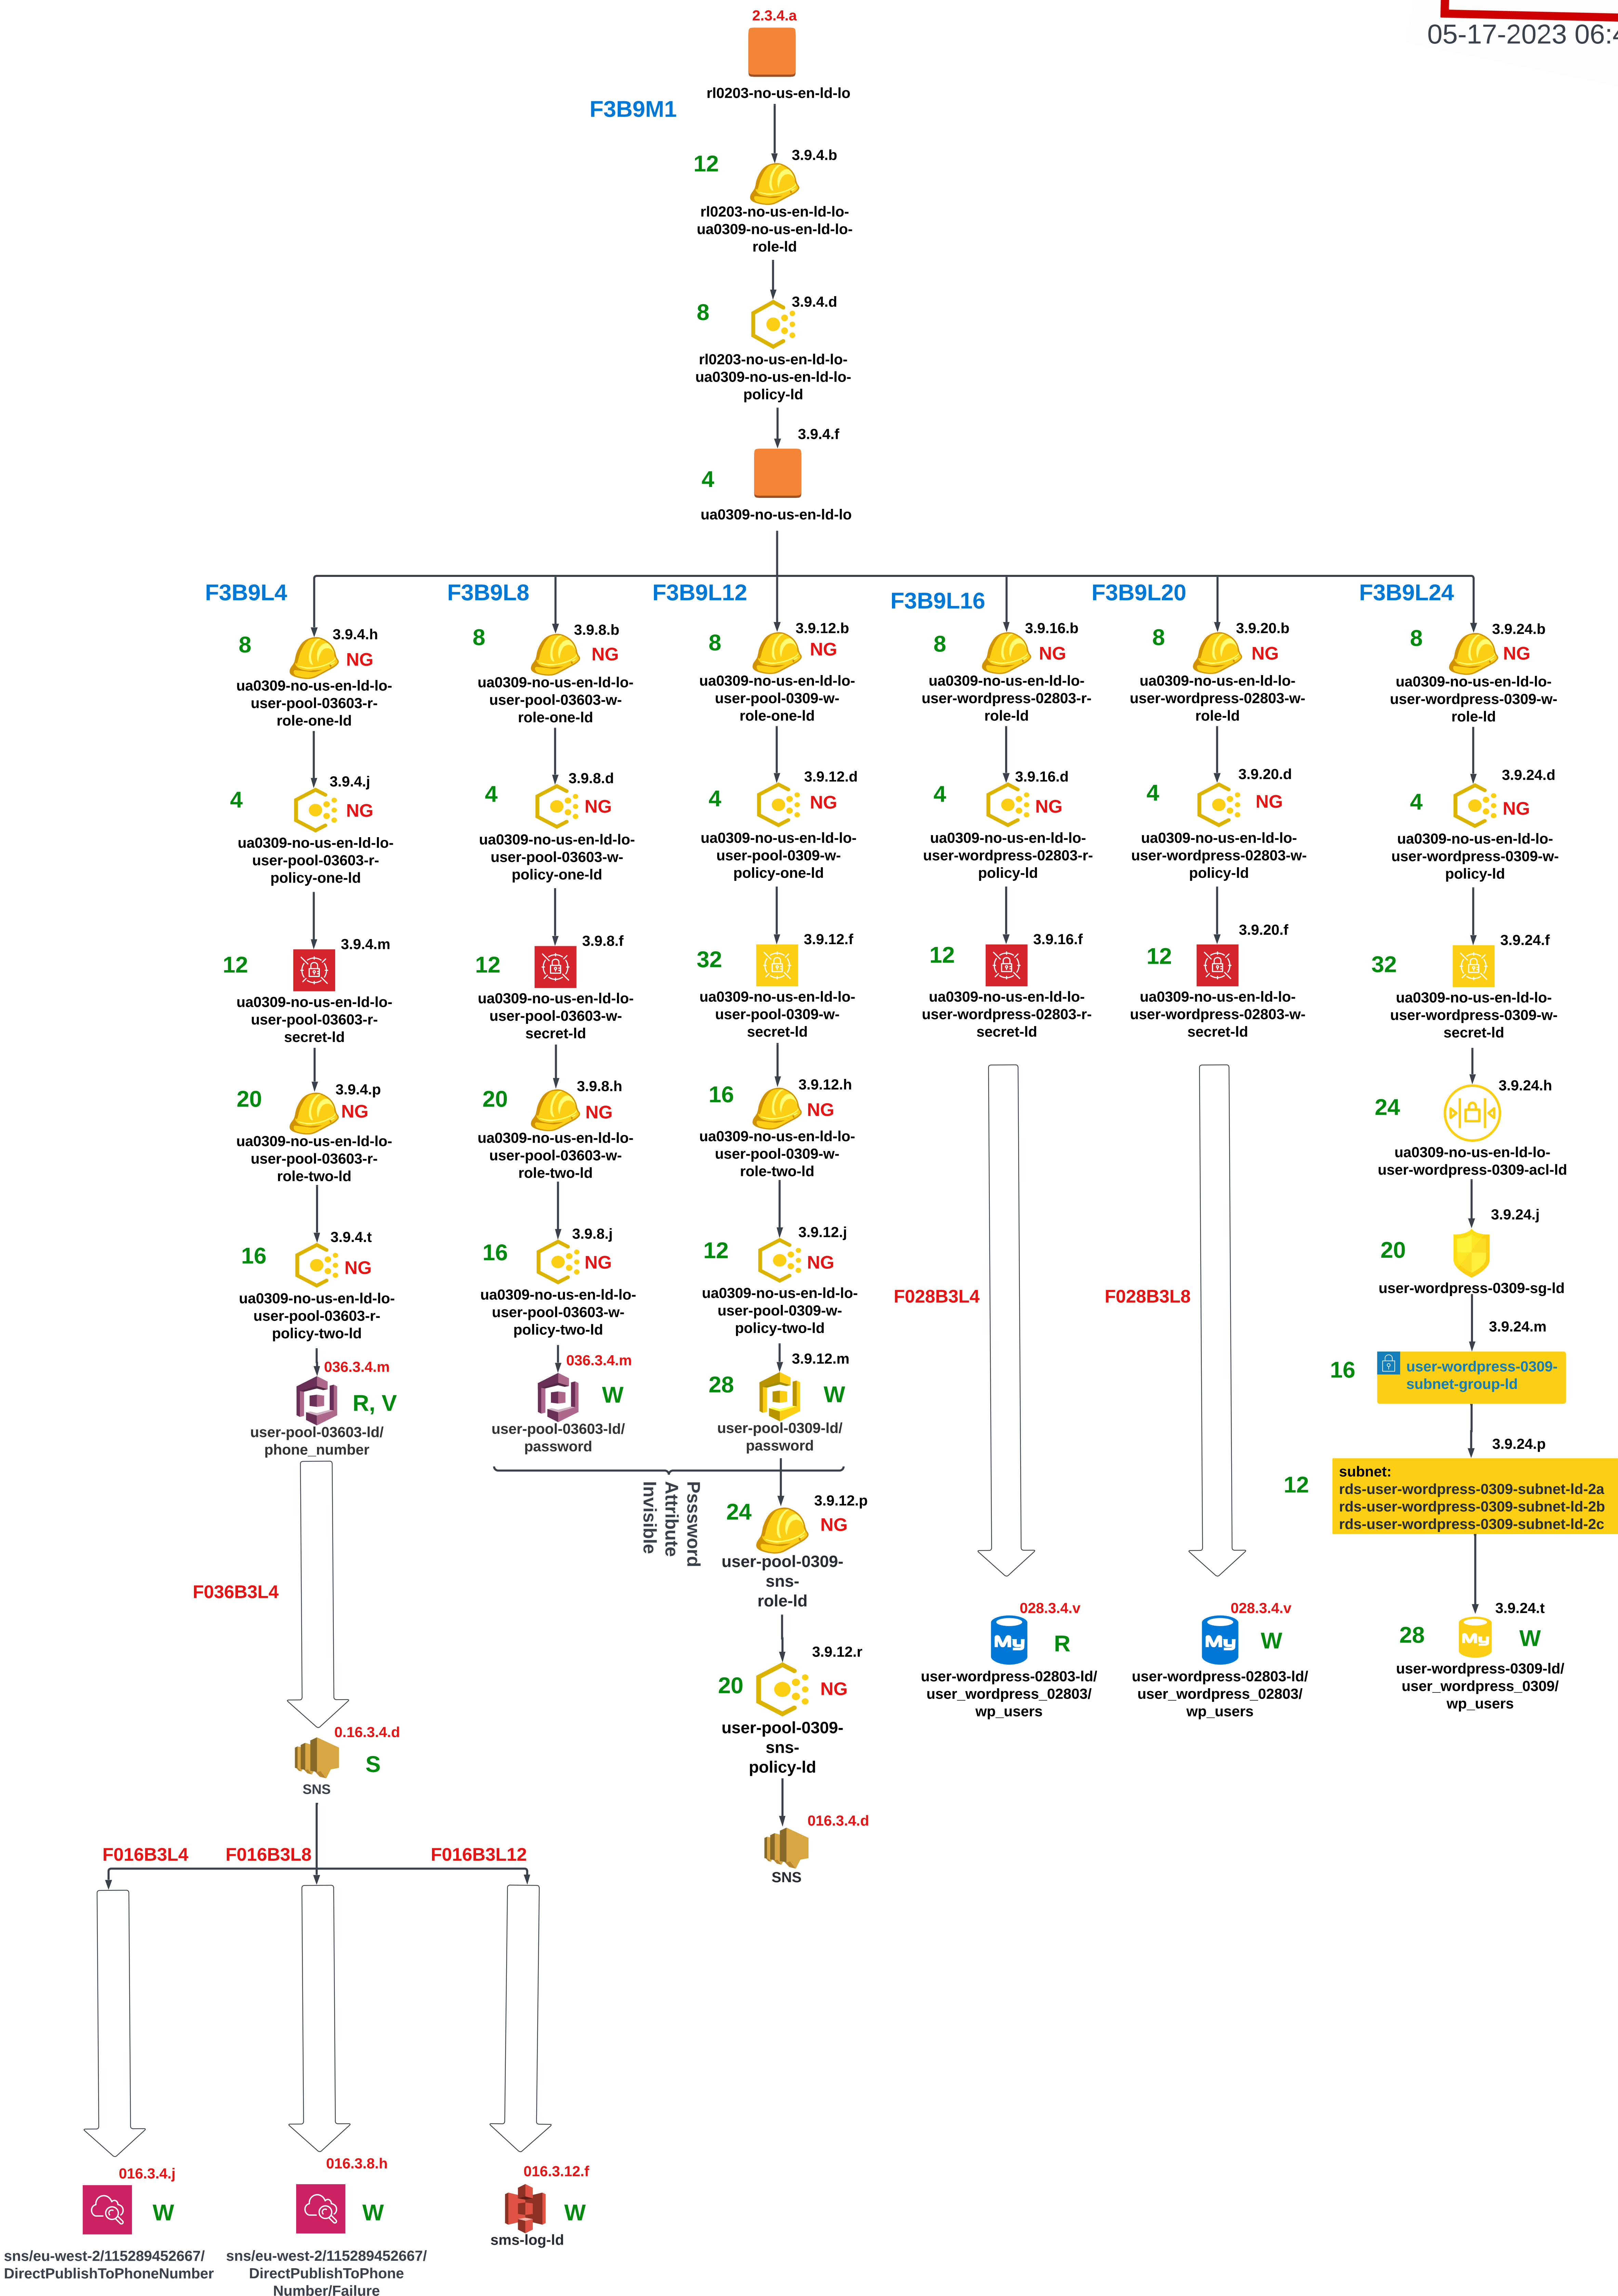 2.3.4.a
05-17-2023 06:4
rl0203-no-us-en-ld-lo
F3B9M1
3.9.4.b
12
rl0203-no-us-en-ld-lo-
ua0309-no-us-en-ld-lo-
role-ld
3.9.4.d
8
rl0203-no-us-en-ld-lo-
ua0309-no-us-en-ld-lo-
policy-ld
3.9.4.f
4
ua0309-no-us-en-ld-lo
F3B9L4
3.9.4.h
8
NG
ua0309-no-us-en-ld-lo-
user-pool-03603-r-
role-one-ld
3.9.4.j
4
NG
ua0309-no-us-en-ld-lo-
user-pool-03603-r-
policy-one-ld
3.9.4.m
12
ua0309-no-us-en-ld-lo-
user-pool-03603-r-
secret-ld
3.9.4.p
20
NG
ua0309-no-us-en-ld-lo-
user-pool-03603-r-
role-two-ld
3.9.4.t
16
NG
ua0309-no-us-en-ld-lo-
user-pool-03603-r-
policy-two-ld
036.3.4.m
R, V
user-pool-03603-ld/
phone_number
F036B3L4
0.16.3.4.d
S
SNS
F016B3L4
F016B3L8
F016B3L12
016.3.4.j
W
sns/eu-west-2/115289452667/
DirectPublishToPhoneNumber
016.3.8.h
W
sns/eu-west-2/115289452667/
DirectPublishToPhone
Number/Failure
016.3.12.f
W
sms-log-ld
F3B9L8
3.9.8.b
8
NG
ua0309-no-us-en-ld-lo-
user-pool-03603-w-
role-one-ld
3.9.8.d
4
NG
ua0309-no-us-en-ld-lo-
user-pool-03603-w-
policy-one-ld
3.9.8.f
12
ua0309-no-us-en-ld-lo-
user-pool-03603-w-
secret-ld
3.9.8.h
20
NG
ua0309-no-us-en-ld-lo-
user-pool-03603-w-
role-two-ld
3.9.8.j
16
NG
ua0309-no-us-en-ld-lo-
user-pool-03603-w-
policy-two-ld
036.3.4.m
W
user-pool-03603-ld/
password
F3B9L12
3.9.12.b
8
NG
ua0309-no-us-en-ld-lo-
user-pool-0309-w-
role-one-ld
3.9.12.d
4
NG
ua0309-no-us-en-ld-lo-
user-pool-0309-w-
policy-one-ld
3.9.12.f
32
ua0309-no-us-en-ld-lo-
user-pool-0309-w-
secret-ld
3.9.12.h
16
NG
ua0309-no-us-en-ld-lo-
user-pool-0309-w-
role-two-ld
3.9.12.j
12
NG
ua0309-no-us-en-ld-lo-
user-pool-0309-w-
policy-two-ld
3.9.12.m
28
W
user-pool-0309-ld/
password
Psssword
Attribute
Invisible
3.9.12.p
24
NG
user-pool-0309-
sns-
role-ld
3.9.12.r
20
NG
user-pool-0309-
sns-
policy-ld
016.3.4.d
SNS
F3B9L16
3.9.16.b
8
NG
ua0309-no-us-en-ld-lo-
user-wordpress-02803-r-
role-ld
3.9.16.d
4
NG
ua0309-no-us-en-ld-lo-
user-wordpress-02803-r-
policy-ld
3.9.16.f
12
ua0309-no-us-en-ld-lo-
user-wordpress-02803-r-
secret-ld
F028B3L4
028.3.4.v
My
R
user-wordpress-02803-ld/
user_wordpress_02803/
wp_users
F3B9L20
3.9.20.b
8
NG
ua0309-no-us-en-ld-lo-
user-wordpress-02803-w-
role-ld
3.9.20.d
4
NG
ua0309-no-us-en-ld-lo-
user-wordpress-02803-w-
policy-ld
3.9.20.f
12
ua0309-no-us-en-ld-lo-
user-wordpress-02803-w-
secret-ld
F028B3L8
028.3.4.v
My
W
user-wordpress-02803-ld/
user_wordpress_02803/
wp_users
F3B9L24
3.9.24.b
8
NG
ua0309-no-us-en-ld-lo-
user-wordpress-0309-w-
role-ld
3.9.24.d
4
NG
ua0309-no-us-en-ld-lo-
user-wordpress-0309-w-
policy-ld
3.9.24.f
32
ua0309-no-us-en-ld-lo-
user-wordpress-0309-w-
secret-ld
3.9.24.h
24
ua0309-no-us-en-ld-lo-
user-wordpress-0309-acl-ld
3.9.24.j
20
user-wordpress-0309-sg-ld
3.9.24.m
16
user-wordpress-0309-
subnet-group-ld
3.9.24.p
12
subnet:
rds-user-wordpress-0309-subnet-ld-2a
rds-user-wordpress-0309-subnet-ld-2b
rds-user-wordpress-0309-subnet-ld-2c
3.9.24.t
28
My
W
user-wordpress-0309-ld/
user_wordpress_0309/
wp_users